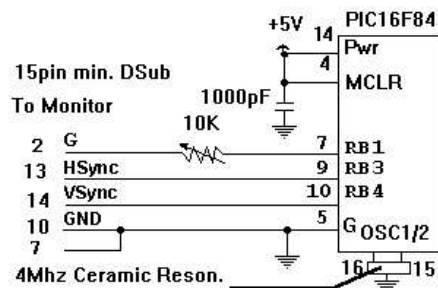 PIC16F84
+5V
14
Pwr
4
MCLR
15pin min. DSub
1000pF
To Monitor
10K
2 G 7 RB1
13 HSync 9 RB3
14 VSync 10 RB4
10 GND 5 G
7
OSC1/2
4Mhz Ceramic Reson.
16 15